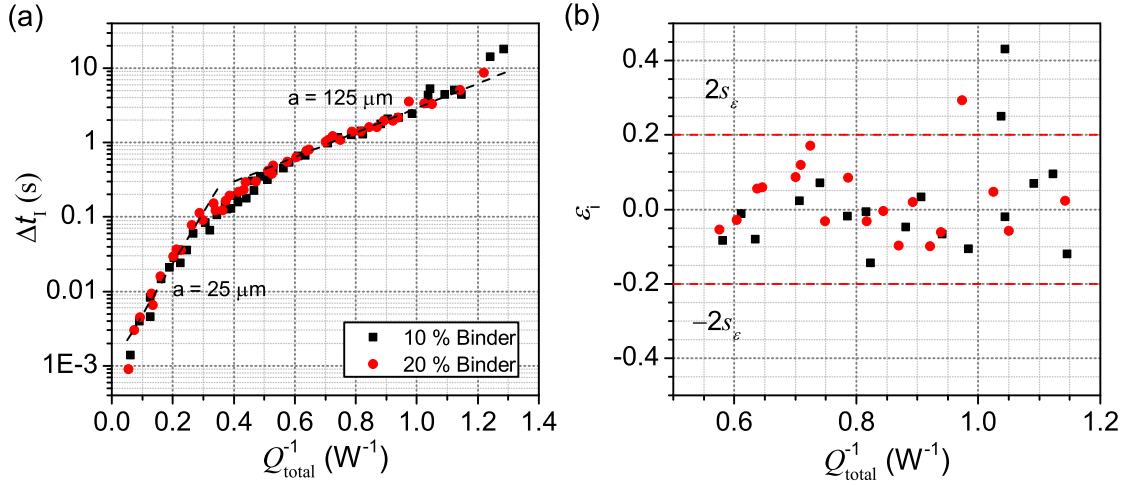 (a)
10
1
0.1
0.01
1E-3
Δt_i (s)
a = 125 μm
a = 25 μm
10 % Binder
20 % Binder
0.0 0.2 0.4 0.6 0.8 1.0 1.2 1.4
Q_total^-1 (W^-1)
(b)
0.4
0.2
0.0
-0.2
-0.4
ε_i
2s_ε
−2s_ε
0.6 0.8 1.0 1.2
Q_total^-1 (W^-1)